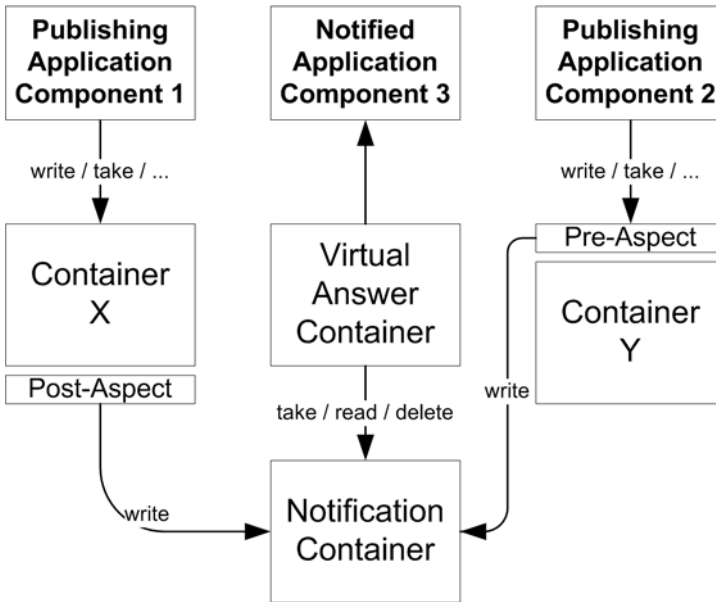 Publishing
Application
Component 1
Notified
Application
Component 3
Publishing
Application
Component 2
write / take / ...
write / take / ...
Container
X
Virtual
Answer
Container
Pre-Aspect
Container
Y
Post-Aspect
take / read / delete
write
write
Notification
Container